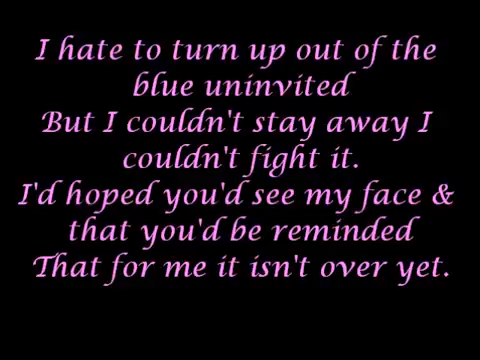 I hate to turn up out of the
blue uninvited
But I couldn't stay away I
couldn't fight it.
I'd hoped you'd see my face &
that you'd be reminded
That for me it isn't over yet.